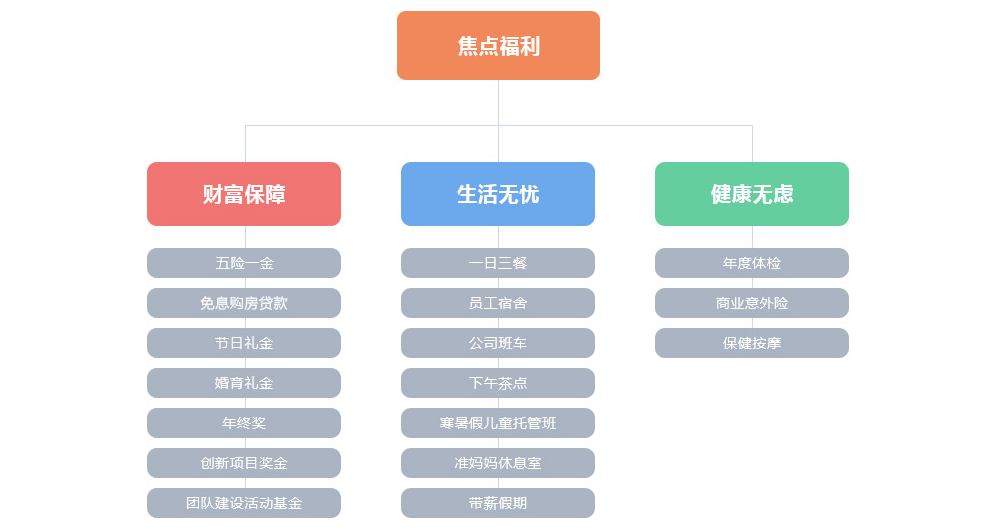 焦点福利
财富保障
五险一金
免息购房贷款
节日礼金
婚育礼金
年终奖
创新项目奖金
团队建设活动基金
生活无忧
一日三餐
员工宿舍
公司班车
下午茶点
寒暑假儿童托管班
准妈妈休息室
带薪假期
健康无虑
年度体检
商业意外险
保健按摩